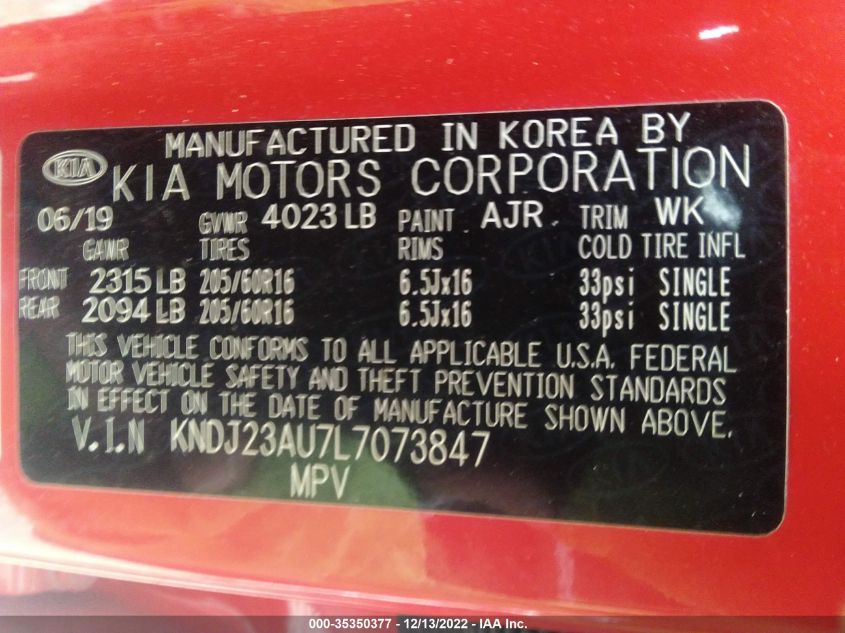 MANUFACTURED IN KOREA BY
KIA KIA MOTORS CORPORATION
06/19 GVWR 4023 LB PAINT AJR TRIM WK
GAWR TIRES RIMS COLD TIRE INFL
FRONT 2315 LB 205/60R16 6.5Jx16 33psi SINGLE
REAR 2094 LB 205/60R16 6.5Jx16 33psi SINGLE
THIS VEHICLE CONFORMS TO ALL APPLICABLE U.S.A. FEDERAL
MOTOR VEHICLE SAFETY AND THEFT PREVENTION STANDARDS
IN EFFECT ON THE DATE OF MANUFACTURE SHOWN ABOVE.
V.I.N KNDJ23AU7L7073847
MPV
000-35350377 - 12/13/2022 - IAA Inc.